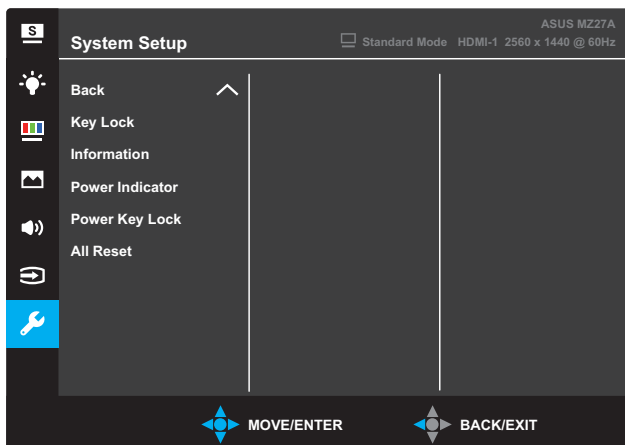 S
ASUS MZ27A
System Setup
Standard Mode HDMI-1 2560 x 1440 @ 60Hz
Back
Key Lock
Information
Power Indicator
Power Key Lock
All Reset
MOVE/ENTER BACK/EXIT